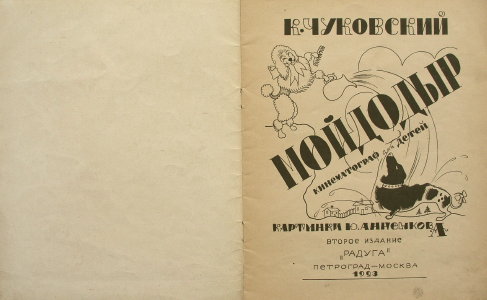 К. ЧУКОВСКИЙ
МОЙДОДЫР
КИНЕМАТОГРАФ для ДЕТЕЙ
КАРТИНКИ Ю. АННЕНКОВА
ВТОРОЕ ИЗДАНИЕ
„РАДУГА"
ПЕТРОГРАД–МОСКВА
1923